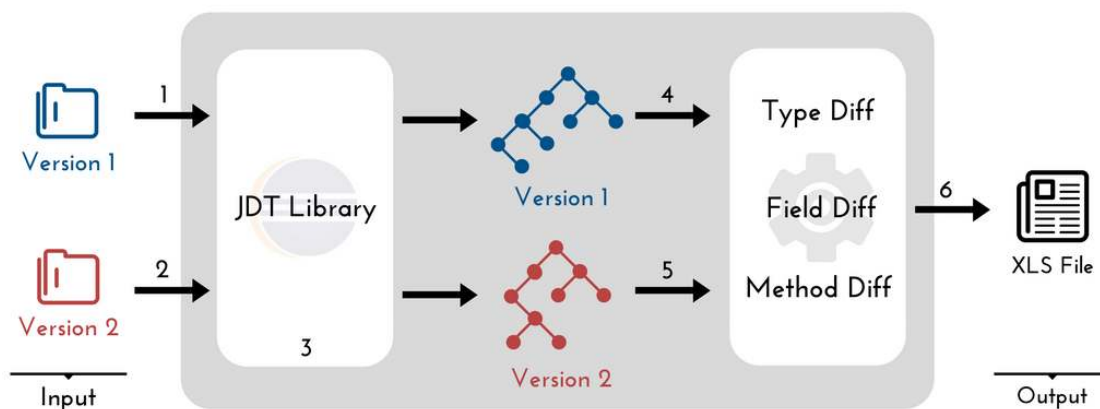 1
Version 1
2
Version 2
Input
JDT Library
3
Version 1
Version 2
4
5
Type Diff
Field Diff
Method Diff
6
XLS File
Output